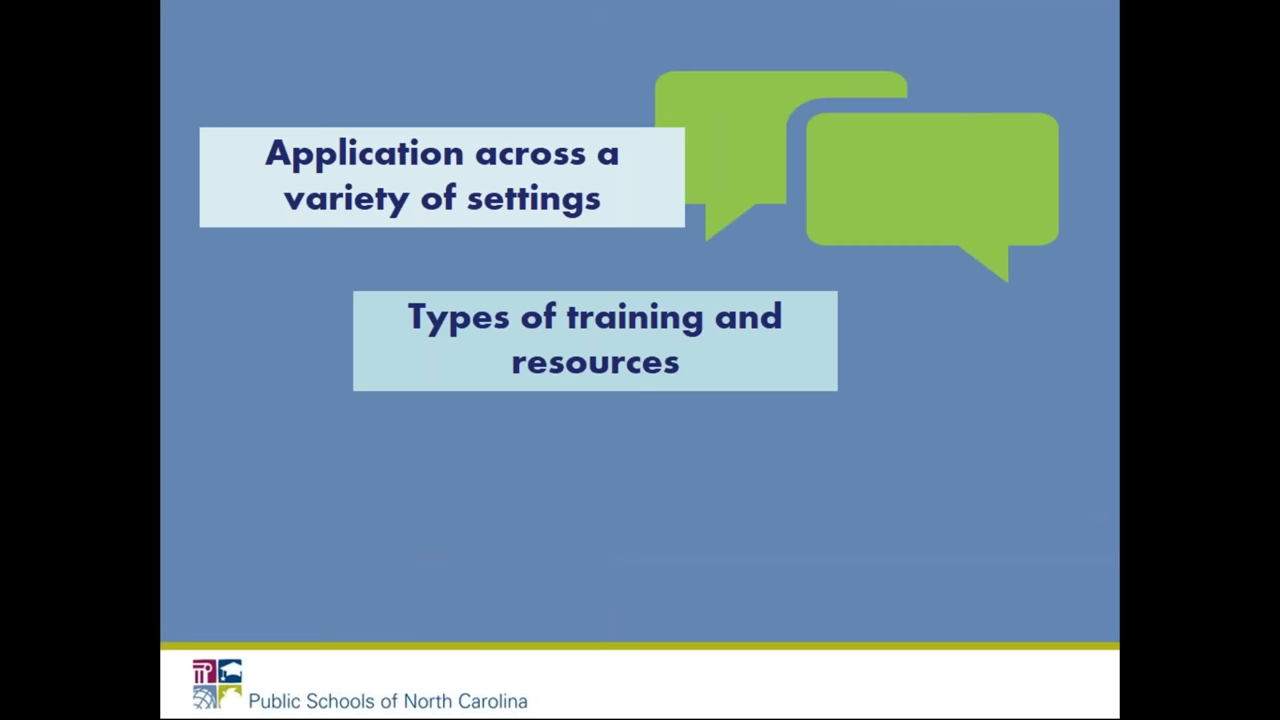 Application across a
variety of settings
Types of training and
resources
Public Schools of North Carolina